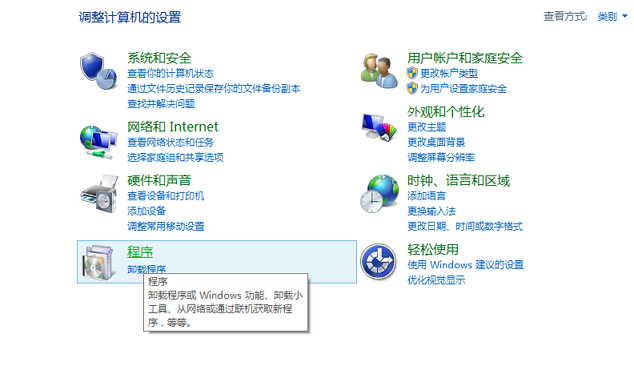 调整计算机的设置
查看方式: 类别
系统和安全
查看你的计算机状态
通过文件历史记录保存你的文件备份副本
查找并解决问题
网络和 Internet
查看网络状态和任务
选择家庭组和共享选项
硬件和声音
查看设备和打印机
添加设备
调整常用移动设置
程序
卸载程序
程序
卸载程序或 Windows 功能、卸载小
工具、从网络或通过联机获取新程
序，等等。
用户帐户和家庭安全
更改帐户类型
为用户设置家庭安全
外观和个性化
更改主题
更改桌面背景
调整屏幕分辨率
时钟、语言和区域
添加语言
更换输入法
更改日期、时间或数字格式
轻松使用
使用 Windows 建议的设置
优化视觉显示